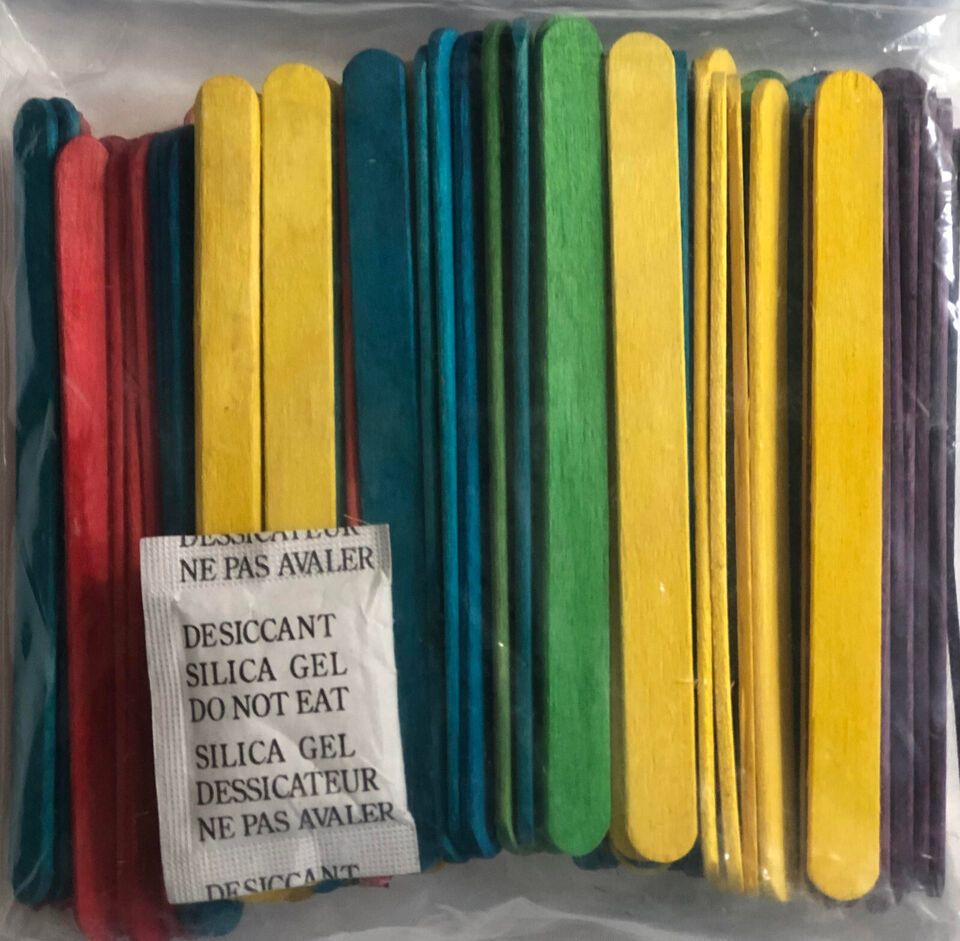 DESSICATEUR
NE PAS AVALER
DESICCANT
SILICA GEL
DO NOT EAT
SILICA GEL
DESSICATEUR
NE PAS AVALER
DESICCANT